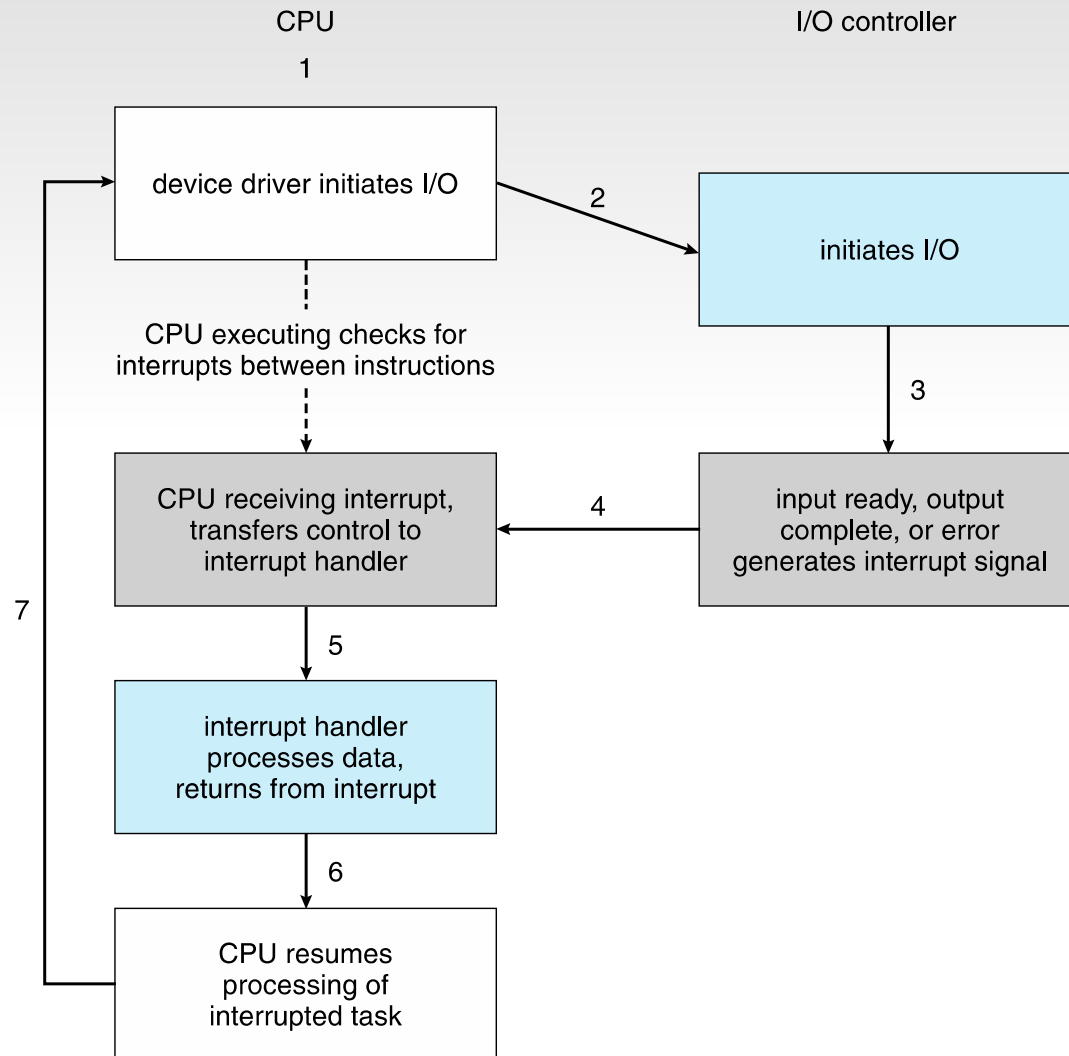 CPU
I/O controller
1
device driver initiates I/O
2
initiates I/O
CPU executing checks for
interrupts between instructions
3
CPU receiving interrupt,
transfers control to
interrupt handler
4
input ready, output
complete, or error
generates interrupt signal
7
5
interrupt handler
processes data,
returns from interrupt
6
CPU resumes
processing of
interrupted task